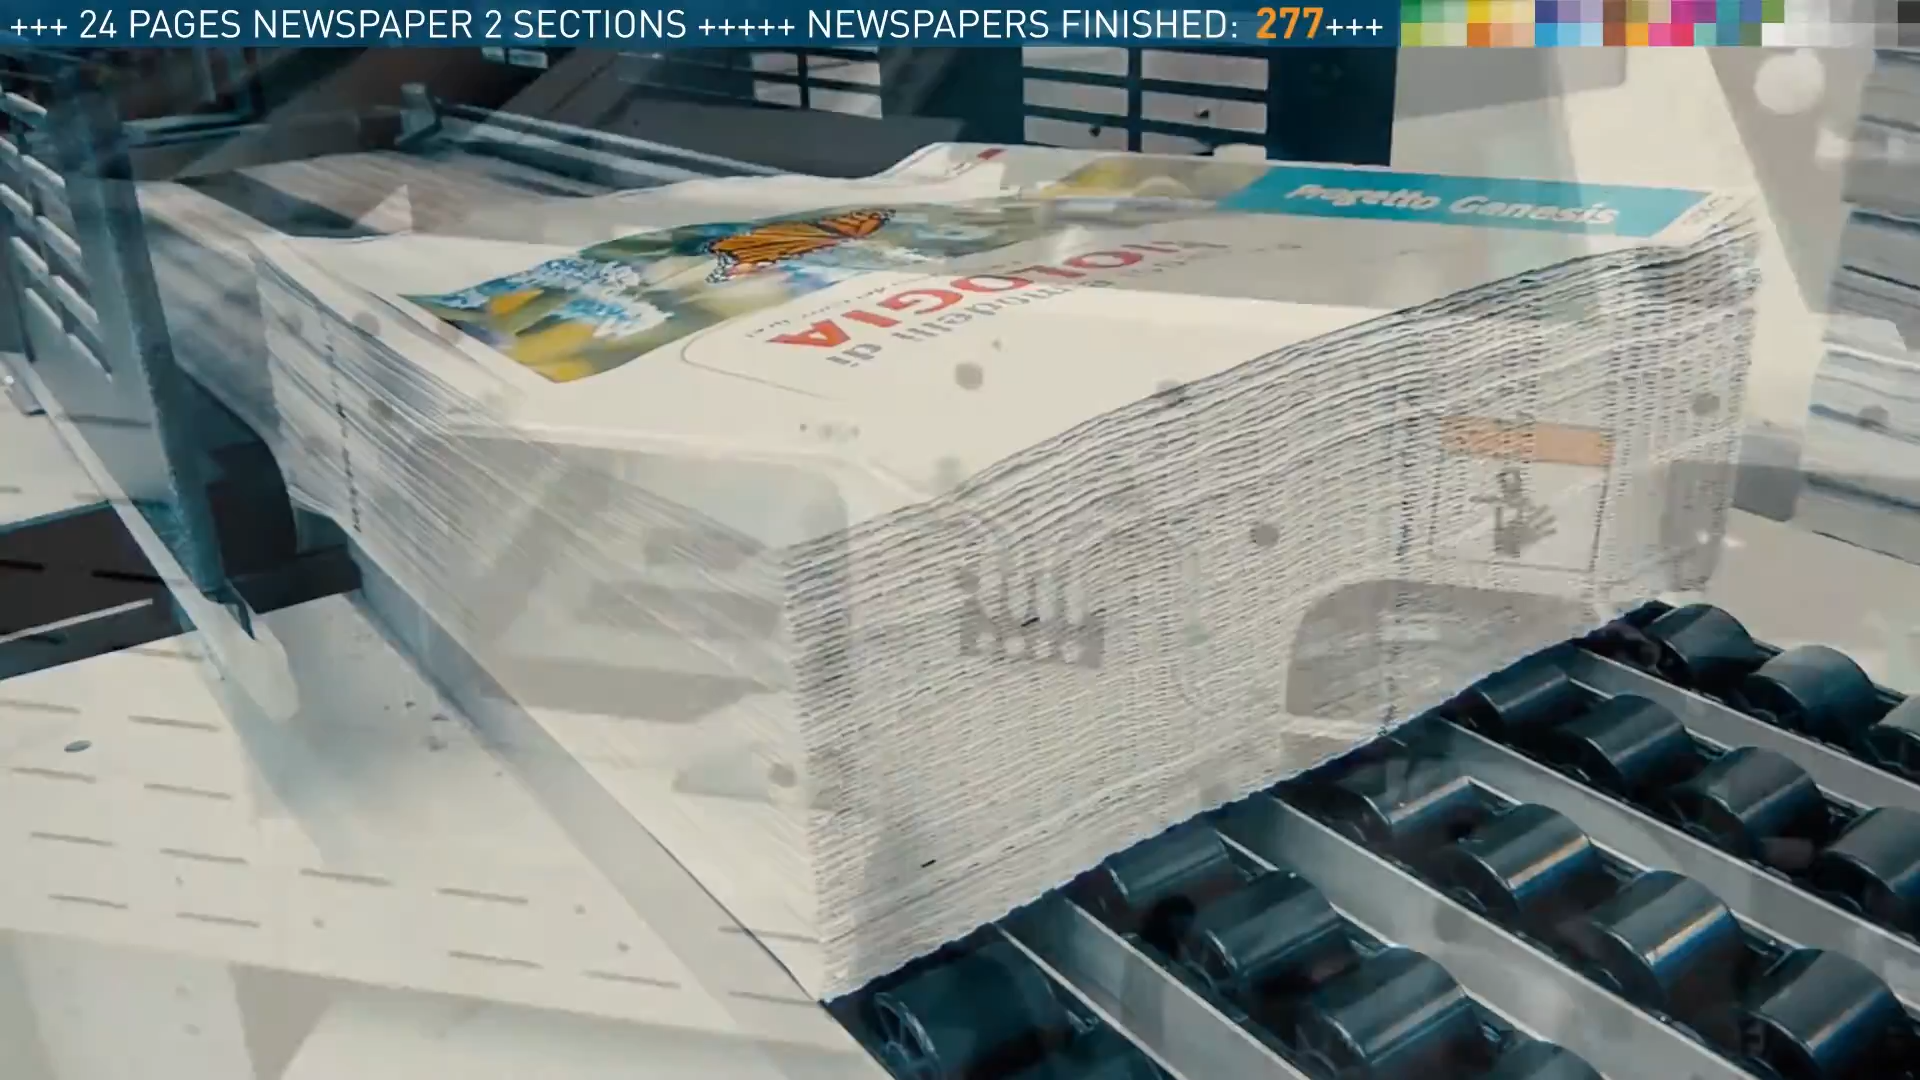 +++ 24 PAGES NEWSPAPER 2 SECTIONS +++++ NEWSPAPERS FINISHED: 277+++
Progetto Genesis
e modelli di
BIOLOGIA